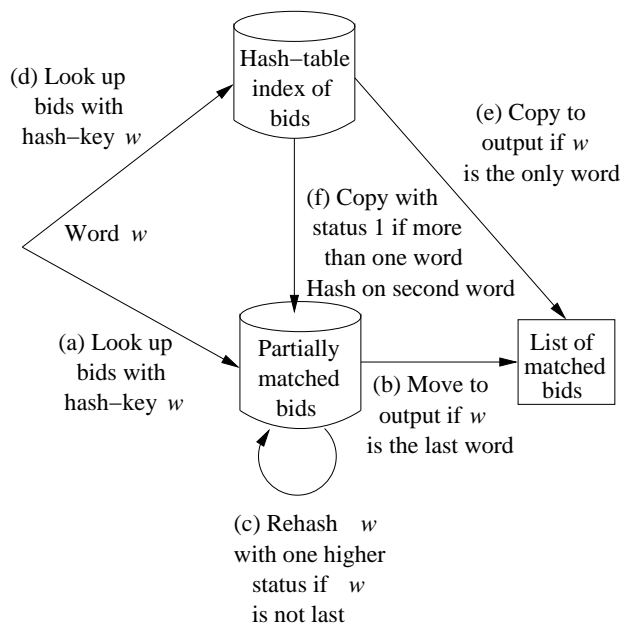 Hash−table
index of
bids
(d) Look up
bids with
hash−key w
(e) Copy to
output if w
is the only word
Word w
(f) Copy with
status 1 if more
than one word
Hash on second word
(a) Look up
bids with
hash−key w
Partially
matched
bids
List of
matched
bids
(b) Move to
output if w
is the last word
(c) Rehash w
with one higher
status if w
is not last